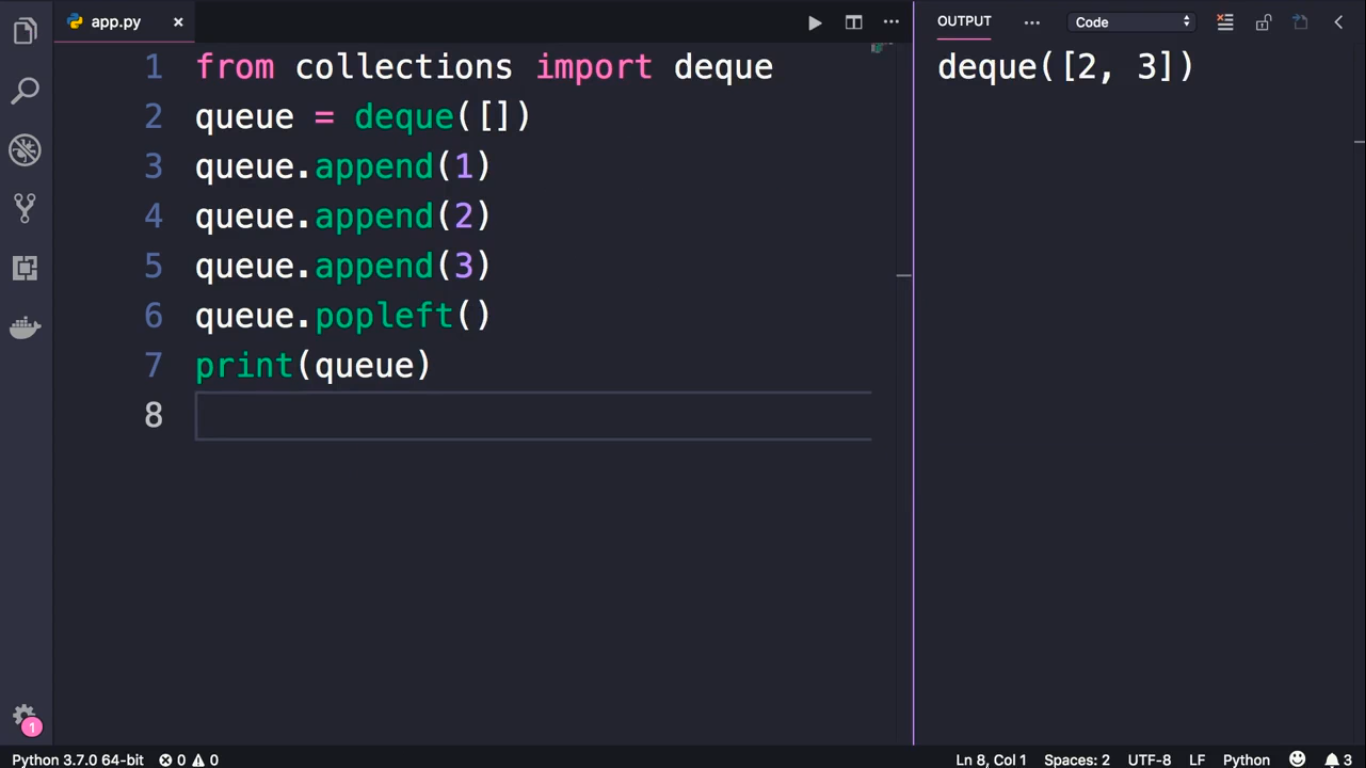 app.py
OUTPUT
Code
1 from collections import deque
2 queue = deque([])
3 queue.append(1)
4 queue.append(2)
5 queue.append(3)
6 queue.popleft()
7 print(queue)
8
deque([2, 3])
1
Python 3.7.0 64-bit 0 0 Ln 8, Col 1 Spaces: 2 UTF-8 LF Python 3